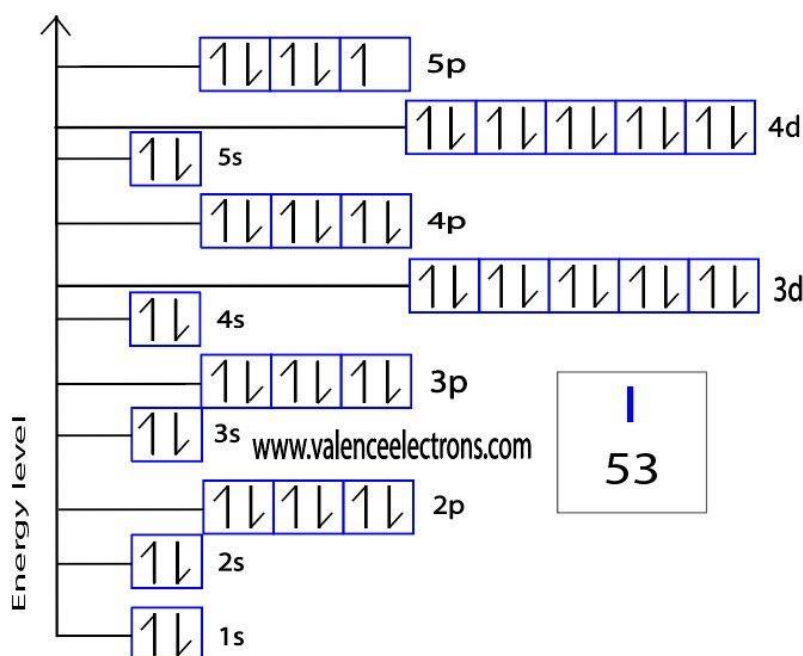 5p
4d
5s
4p
3d
4s
3p
I
3s
www.valenceelectrons.com
53
2p
2s
1s
Energy level